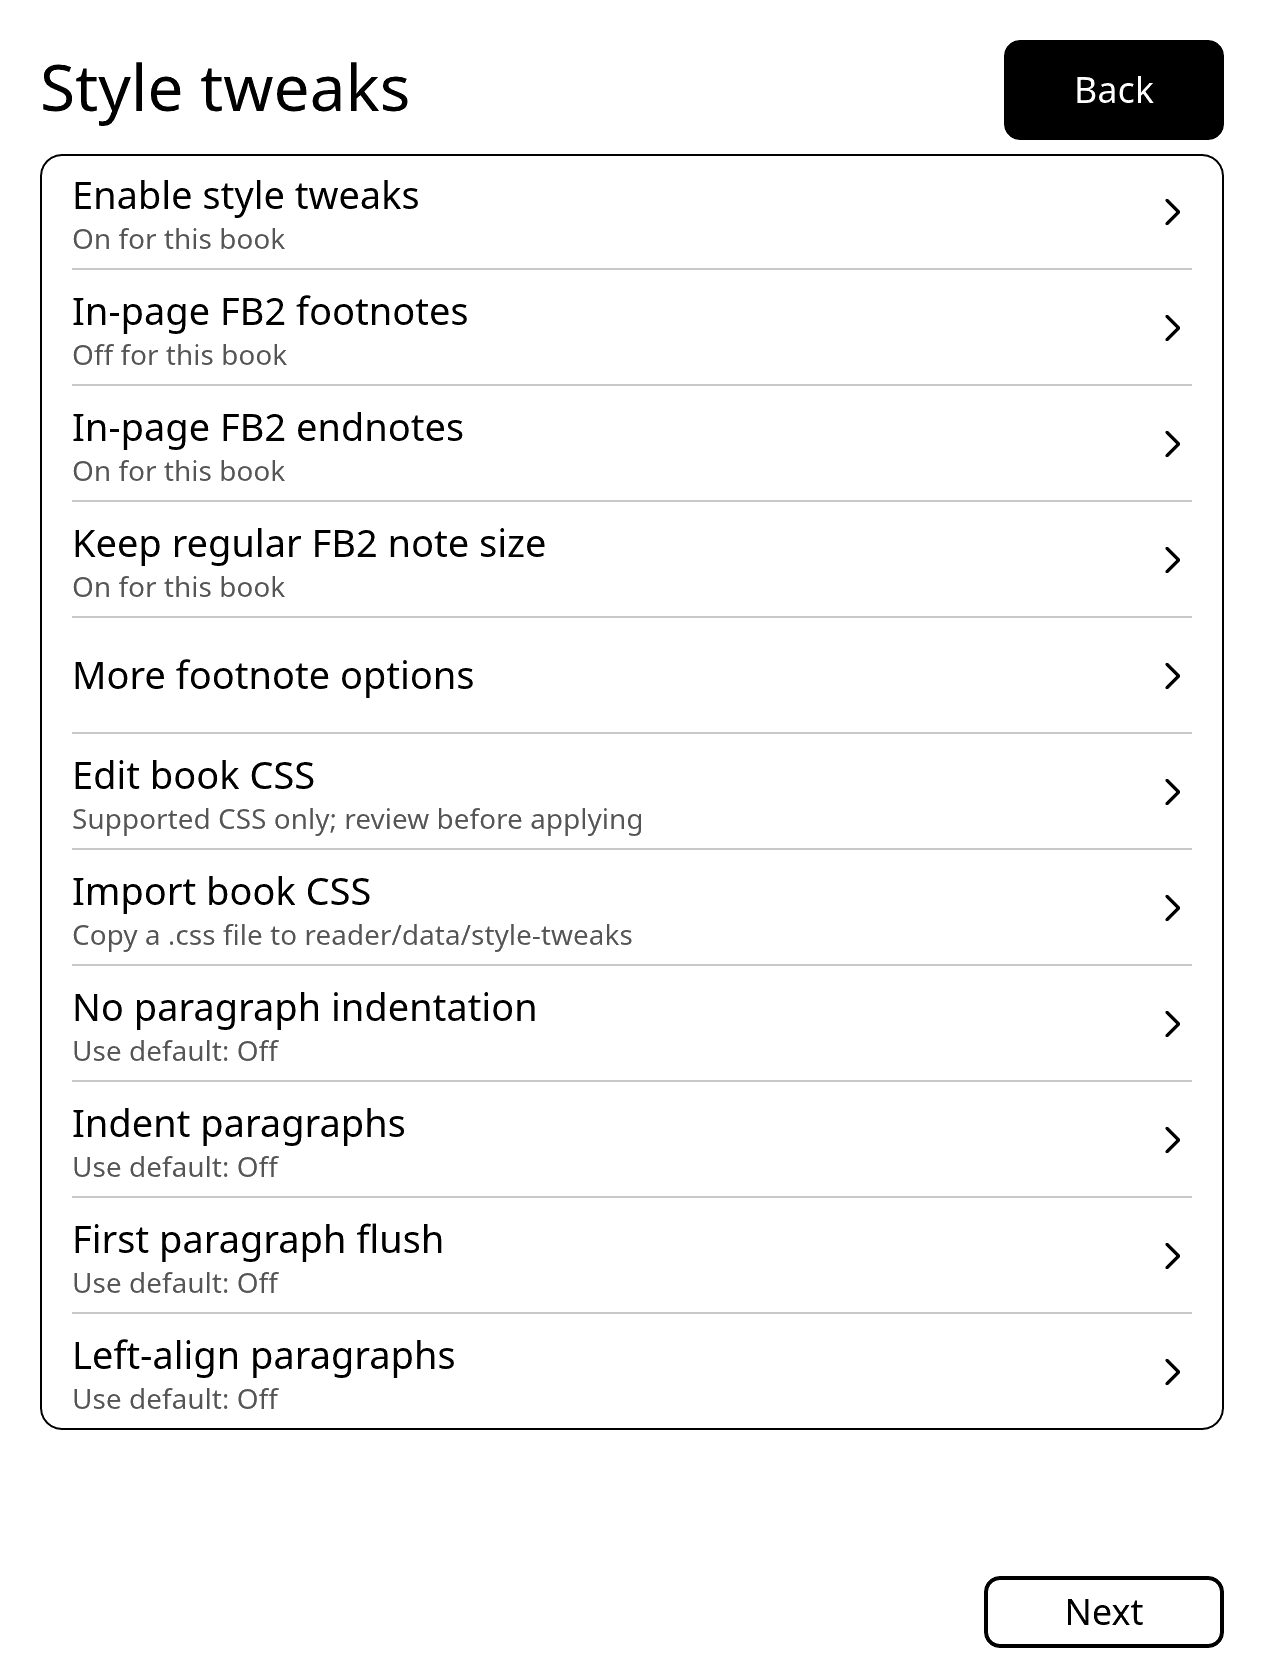 Style tweaks
Back
Enable style tweaks
On for this book
In-page FB2 footnotes
Off for this book
In-page FB2 endnotes
On for this book
Keep regular FB2 note size
On for this book
More footnote options
Edit book CSS
Supported CSS only; review before applying
Import book CSS
Copy a .css file to reader/data/style-tweaks
No paragraph indentation
Use default: Off
Indent paragraphs
Use default: Off
First paragraph flush
Use default: Off
Left-align paragraphs
Use default: Off
Next